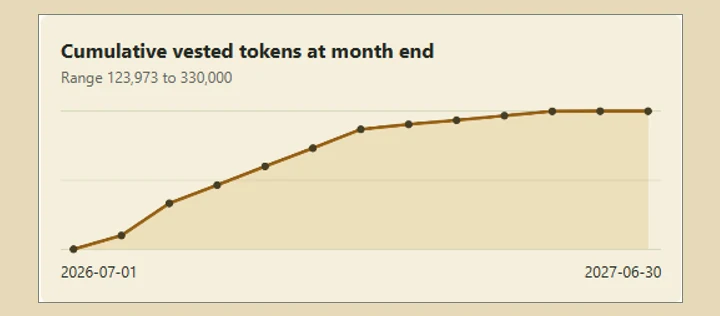 Cumulative vested tokens at month end
Range 123,973 to 330,000
2026-07-01
2027-06-30